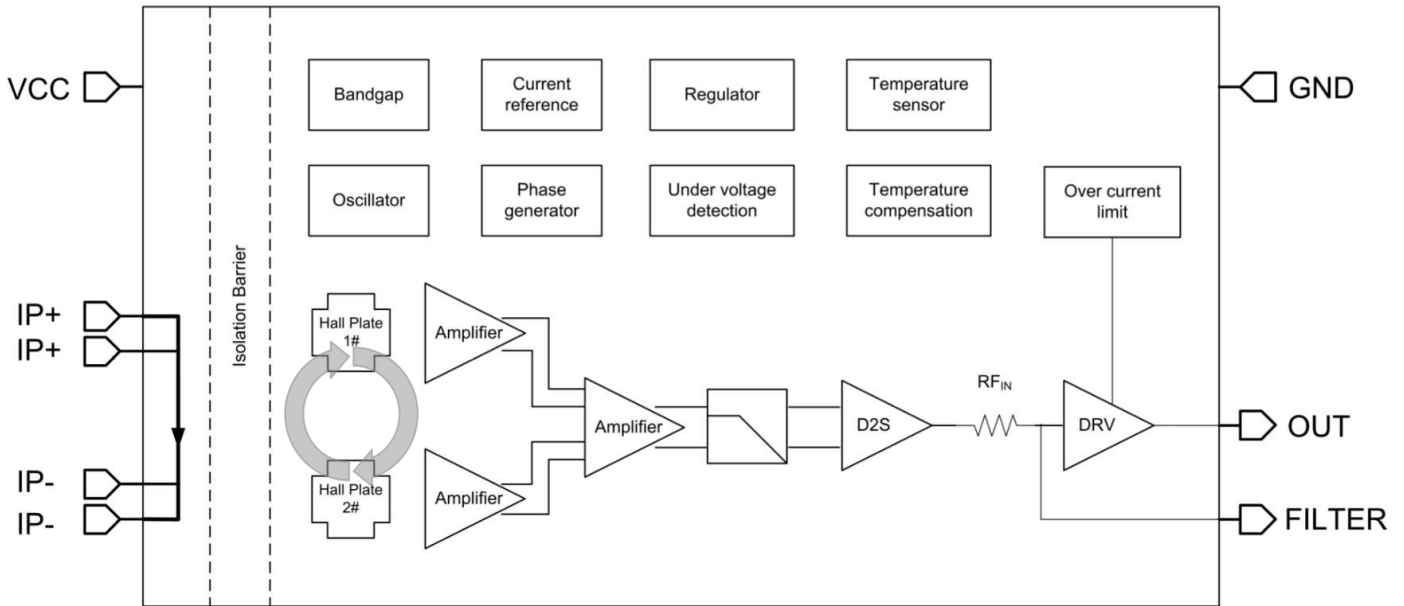 VCC
GND
Bandgap
Current
reference
Regulator
Temperature
sensor
Oscillator
Phase
generator
Under voltage
detection
Temperature
compensation
Over current
limit
Isolation Barrier
IP+
IP+
IP-
IP-
Hall Plate
1#
Hall Plate
2#
Amplifier
Amplifier
Amplifier
D2S
RFIN
DRV
OUT
FILTER